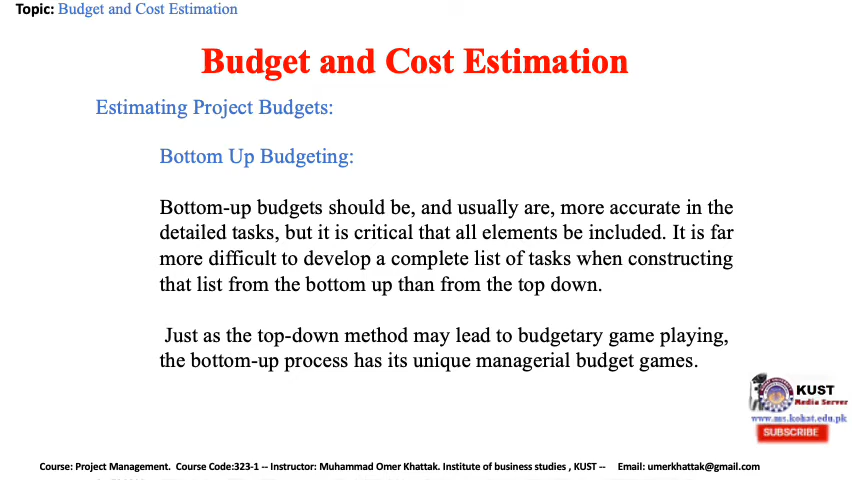 Topic: Budget and Cost Estimation
Budget and Cost Estimation
Estimating Project Budgets:
Bottom Up Budgeting:
Bottom-up budgets should be, and usually are, more accurate in the
detailed tasks, but it is critical that all elements be included. It is far
more difficult to develop a complete list of tasks when constructing
that list from the bottom up than from the top down.
Just as the top-down method may lead to budgetary game playing,
the bottom-up process has its unique managerial budget games.
KUST
Media Server
www.ms.kohat.edu.pk
SUBSCRIBE
Course: Project Management. Course Code:323-1 -- Instructor: Muhammad Omer Khattak. Institute of business studies , KUST -- Email: umerkhattak@gmail.com